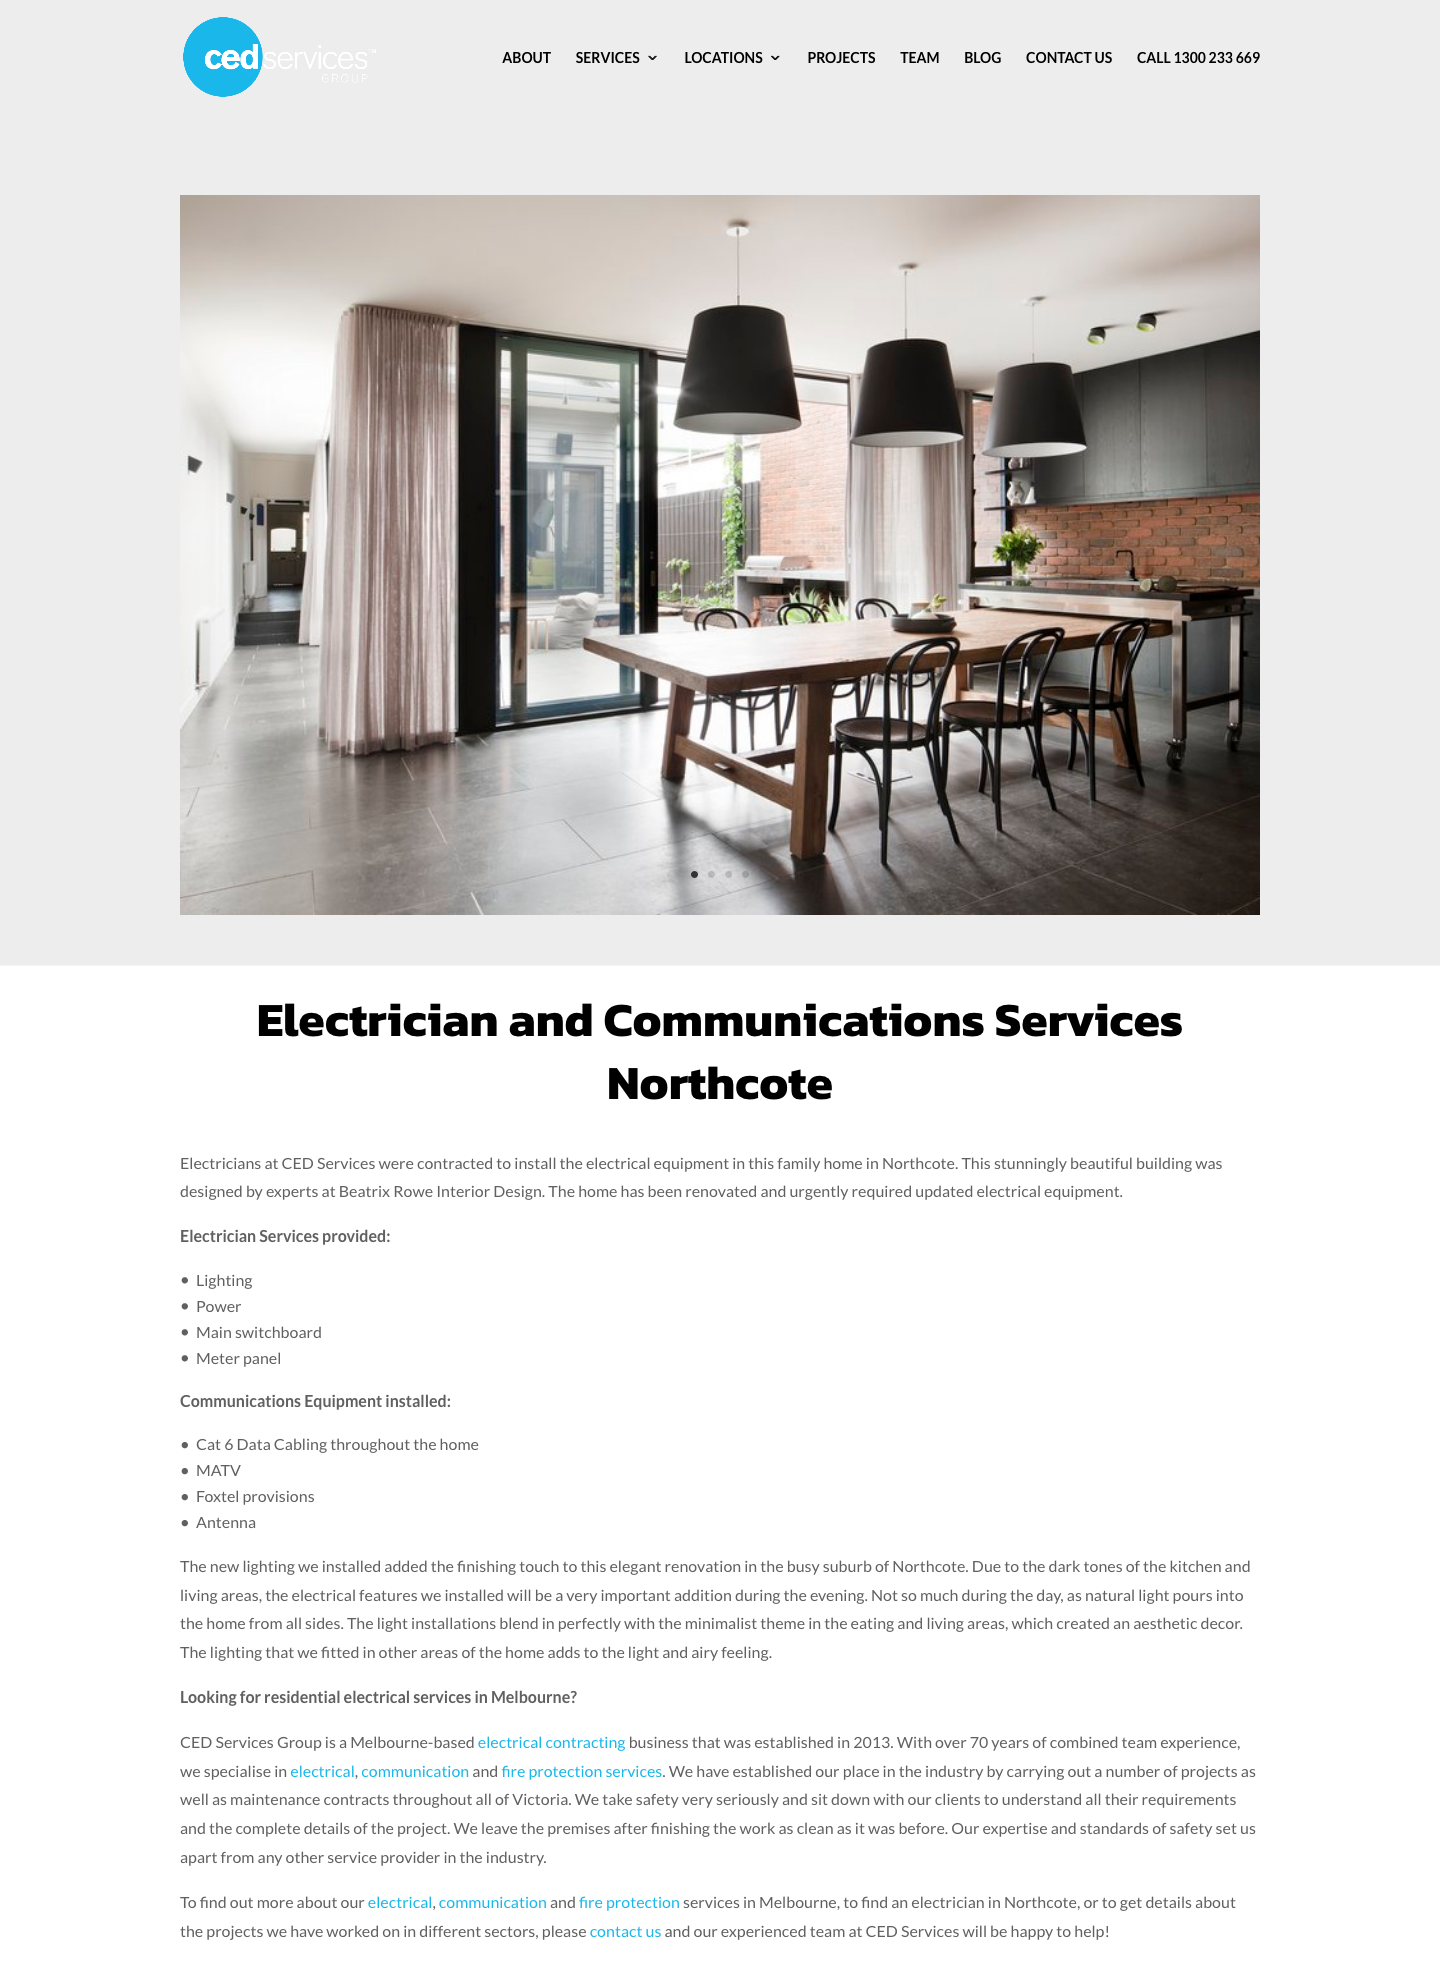 cedservices™
GROUP
ABOUT SERVICES LOCATIONS PROJECTS TEAM BLOG CONTACT US CALL 1300 233 669
Electrician and Communications Services
Northcote
Electricians at CED Services were contracted to install the electrical equipment in this family home in Northcote. This stunningly beautiful building was
designed by experts at Beatrix Rowe Interior Design. The home has been renovated and urgently required updated electrical equipment.
Electrician Services provided:
• Lighting
• Power
• Main switchboard
• Meter panel
Communications Equipment installed:
• Cat 6 Data Cabling throughout the home
• MATV
• Foxtel provisions
• Antenna
The new lighting we installed added the finishing touch to this elegant renovation in the busy suburb of Northcote. Due to the dark tones of the kitchen and
living areas, the electrical features we installed will be a very important addition during the evening. Not so much during the day, as natural light pours into
the home from all sides. The light installations blend in perfectly with the minimalist theme in the eating and living areas, which created an aesthetic decor.
The lighting that we fitted in other areas of the home adds to the light and airy feeling.
Looking for residential electrical services in Melbourne?
CED Services Group is a Melbourne-based electrical contracting business that was established in 2013. With over 70 years of combined team experience,
we specialise in electrical, communication and fire protection services. We have established our place in the industry by carrying out a number of projects as
well as maintenance contracts throughout all of Victoria. We take safety very seriously and sit down with our clients to understand all their requirements
and the complete details of the project. We leave the premises after finishing the work as clean as it was before. Our expertise and standards of safety set us
apart from any other service provider in the industry.
To find out more about our electrical, communication and fire protection services in Melbourne, to find an electrician in Northcote, or to get details about
the projects we have worked on in different sectors, please contact us and our experienced team at CED Services will be happy to help!